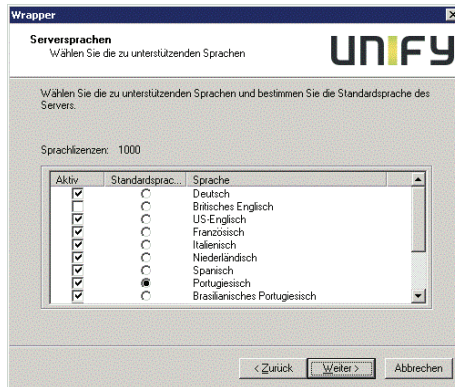 Wrapper
Serversprachen
Wählen Sie die zu unterstützenden Sprachen
UNIFY
Wählen Sie die zu unterstützenden Sprachen und bestimmen Sie die Standardsprache des
Servers.
Sprachlizenzen: 1000
Aktiv Standardsprac... Sprache
Deutsch
Britisches Englisch
US-Englisch
Französisch
Italienisch
Niederländisch
Spanisch
Portugiesisch
Brasilianisches Portugiesisch
< Zurück Weiter > Abbrechen